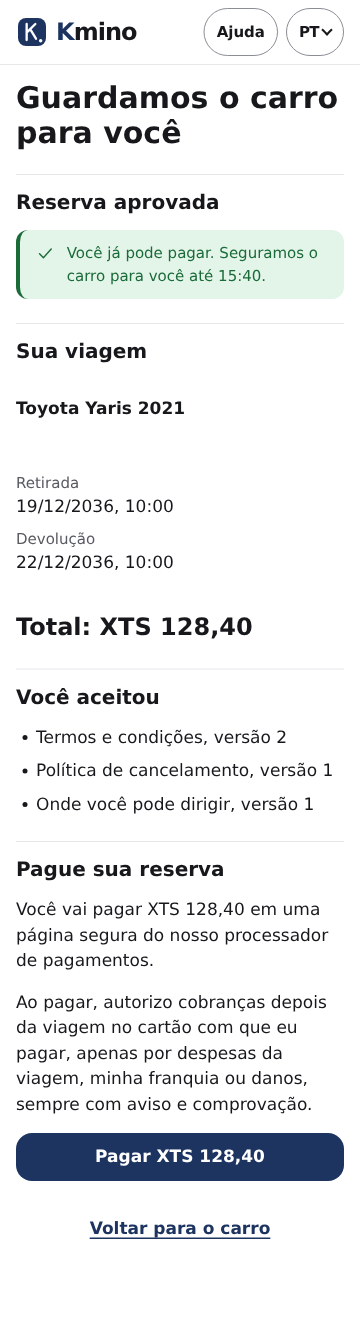 K. Kmino
Ajuda
PT
Guardamos o carro
para você
Reserva aprovada
Você já pode pagar. Seguramos o
carro para você até 15:40.
Sua viagem
Toyota Yaris 2021
Retirada
19/12/2036, 10:00
Devolução
22/12/2036, 10:00
Total: XTS 128,40
Você aceitou
• Termos e condições, versão 2
• Política de cancelamento, versão 1
• Onde você pode dirigir, versão 1
Pague sua reserva
Você vai pagar XTS 128,40 em uma
página segura do nosso processador
de pagamentos.
Ao pagar, autorizo cobranças depois
da viagem no cartão com que eu
pagar, apenas por despesas da
viagem, minha franquia ou danos,
sempre com aviso e comprovação.
Pagar XTS 128,40
Voltar para o carro